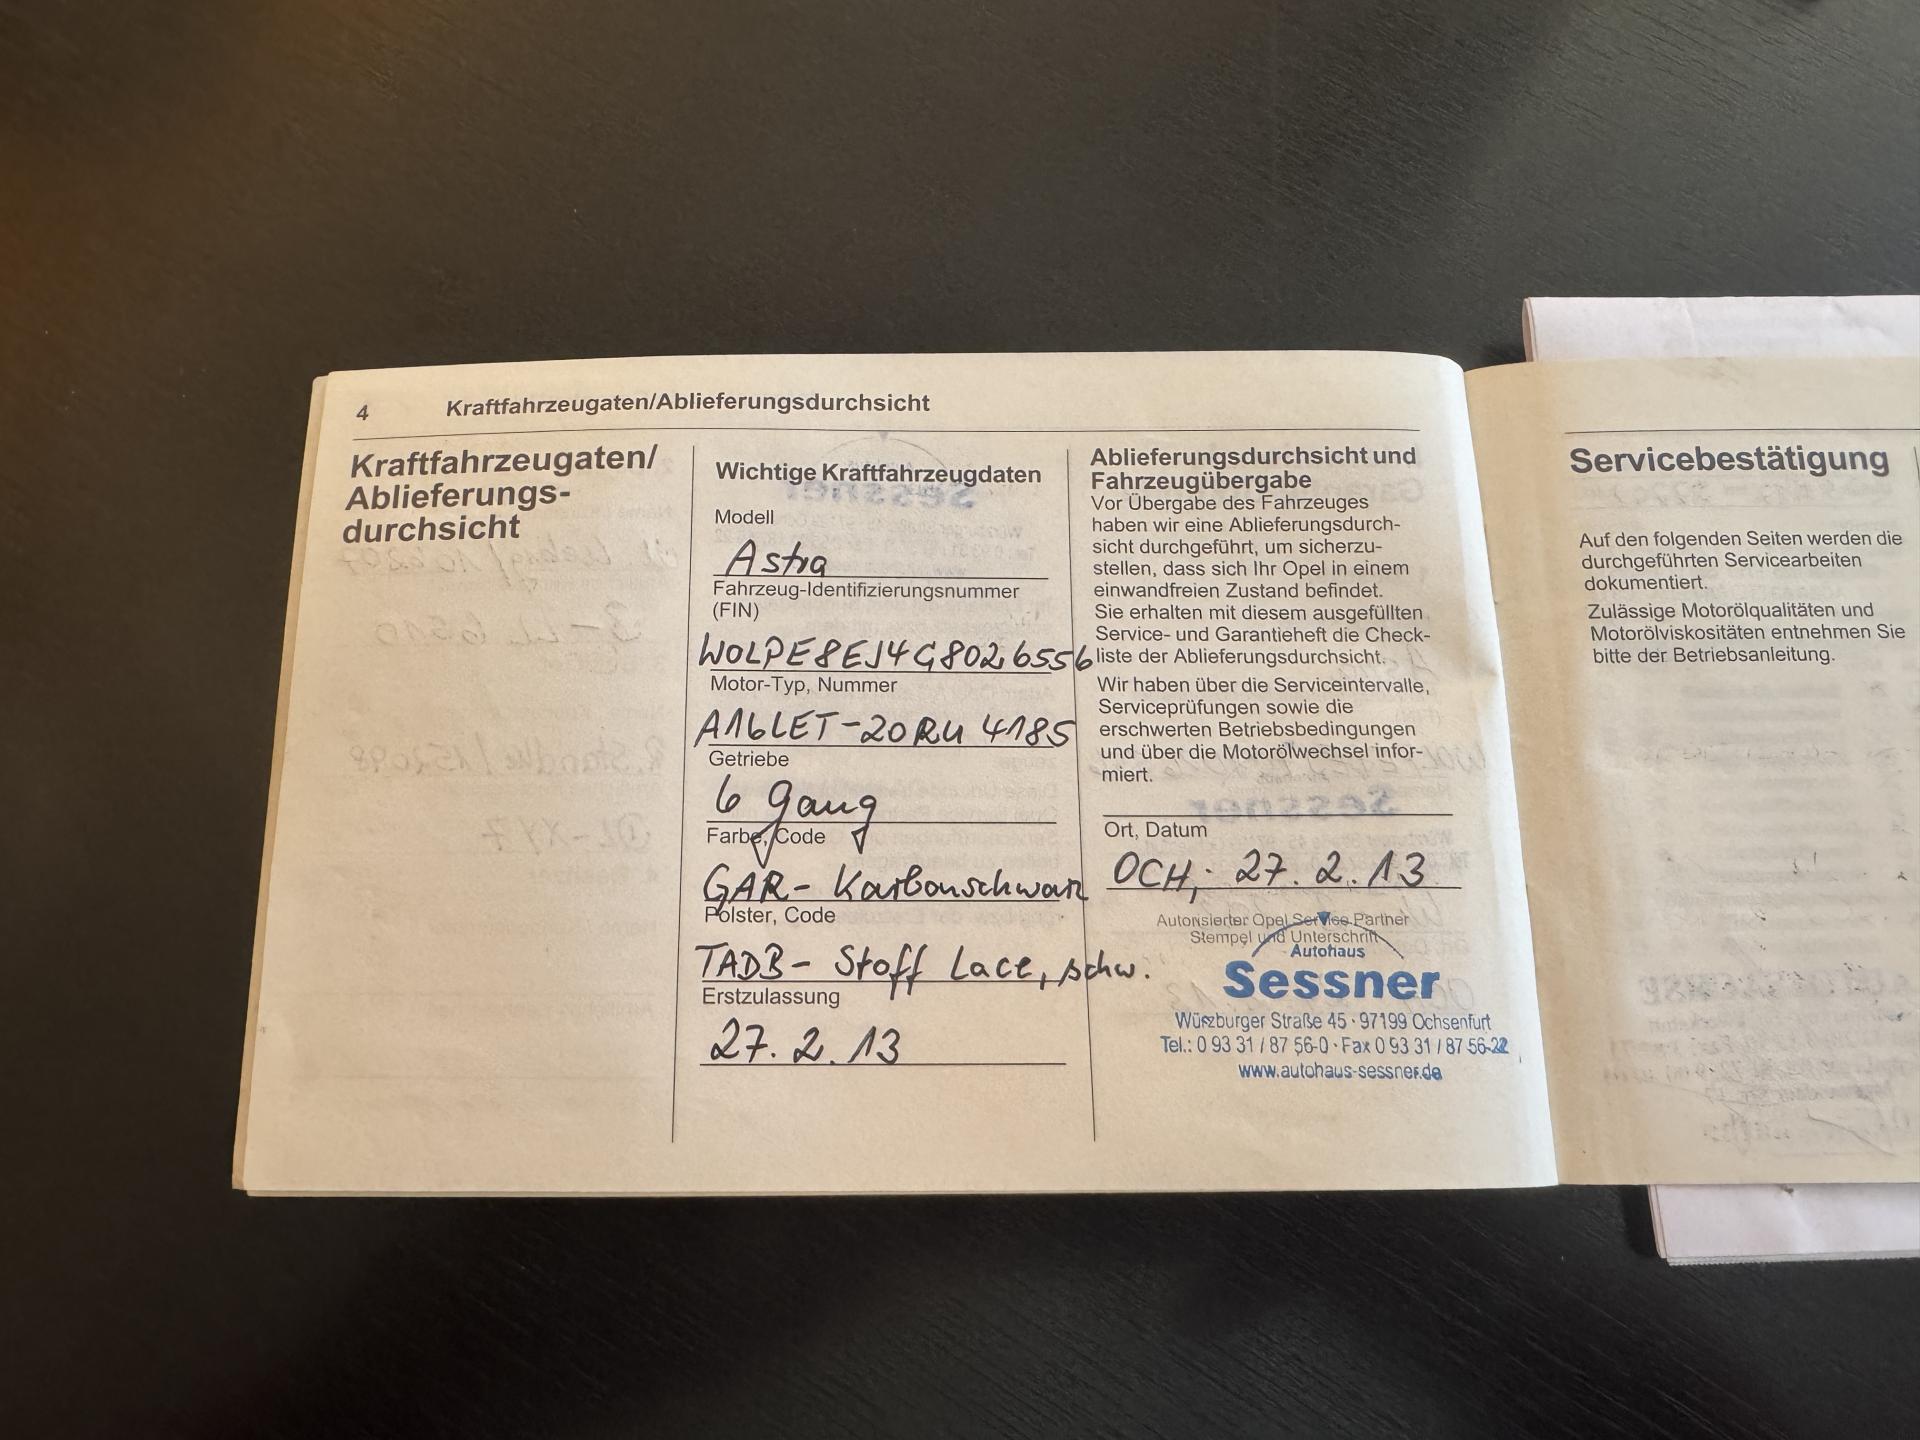 4 Kraftfahrzeugaten/Ablieferungsdurchsicht
Kraftfahrzeugaten/
Ablieferungs-
durchsicht
Wichtige Kraftfahrzeugdaten
Modell
Astra
Fahrzeug-Identifizierungsnummer
(FIN)
W0LPE8EJ4G8026556
Motor-Typ, Nummer
A16LET-20RU 4185
Getriebe
6 Gang
Farbe, Code
GAR- Karbonschwarz
Polster, Code
TADB- Stoff Lace, schw.
Erstzulassung
27. 2. 13
Ablieferungsdurchsicht und
Fahrzeugübergabe
Vor Übergabe des Fahrzeuges
haben wir eine Ablieferungsdurch-
sicht durchgeführt, um sicherzu-
stellen, dass sich Ihr Opel in einem
einwandfreien Zustand befindet.
Sie erhalten mit diesem ausgefüllten
Service- und Garantieheft die Check-
liste der Ablieferungsdurchsicht.
Wir haben über die Serviceintervalle,
Serviceprüfungen sowie die
erschwerten Betriebsbedingungen
und über die Motorölwechsel infor-
miert.
Ort, Datum
OCH, 27. 2. 13
Autorisierter Opel Service Partner
Stempel und Unterschrift
Autohaus
Sessner
Würzburger Straße 45 · 97199 Ochsenfurt
Tel.: 0 93 31 / 87 56-0 · Fax 0 93 31 / 87 56-22
www.autohaus-sessner.de
Servicebestätigung
Auf den folgenden Seiten werden die
durchgeführten Servicearbeiten
dokumentiert.
Zulässige Motorölqualitäten und
Motorölviskositäten entnehmen Sie
bitte der Betriebsanleitung.